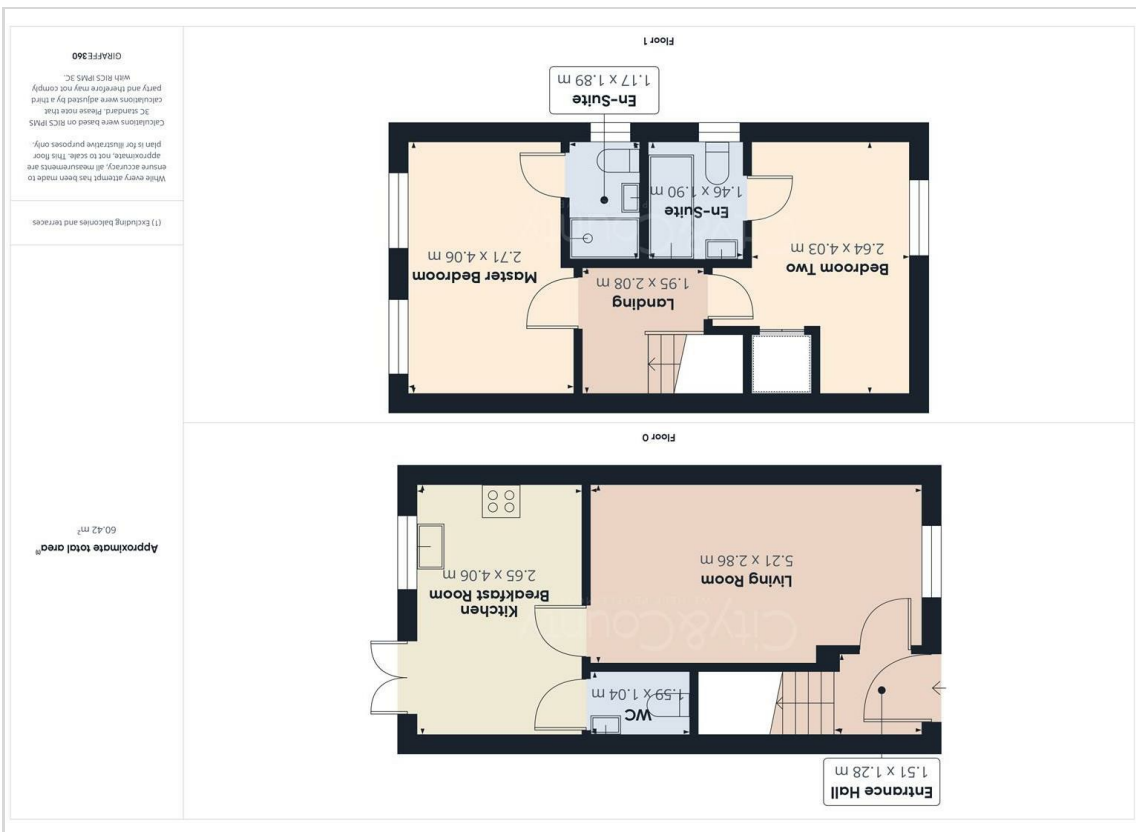 Entrance Hall
1.51 x 1.28 m
WC
1.59 x 1.04 m
Kitchen
Breakfast Room
2.65 x 4.06 m
Living Room
5.21 x 2.86 m
City&County
Floor 0
Landing
1.95 x 2.08 m
Master Bedroom
2.71 x 4.06 m
Bedroom Two
2.64 x 4.03 m
En-Suite
1.46 x 1.90 m
City&County
En-Suite
1.17 x 1.89 m
Floor 1
Approximate total area⁽¹⁾
60.42 m²
(1) Excluding balconies and terraces
While every attempt has been made to
ensure accuracy, all measurements are
approximate, not to scale. This floor
plan is for illustrative purposes only.
Calculations were based on RICS IPMS
3C standard. Please note that
calculations were adjusted by a third
party and therefore may not comply
with RICS IPMS 3C.
GIRAFFE360